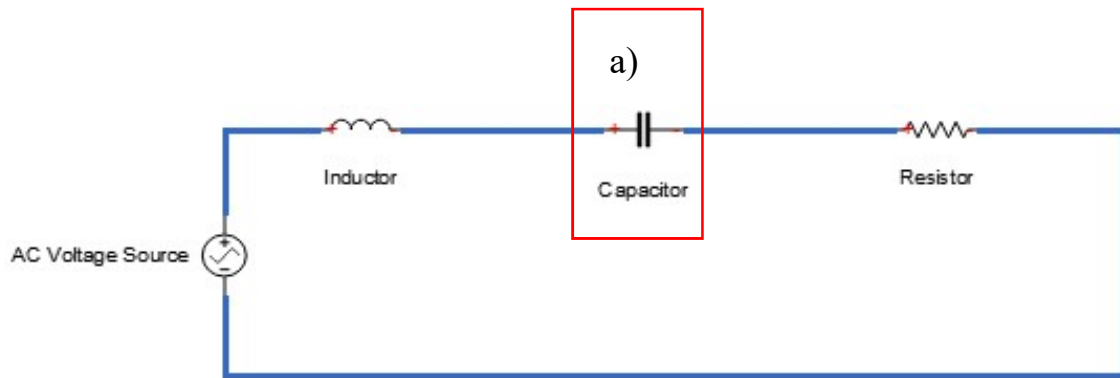 a)
Inductor
Capacitor
Resistor
AC Voltage Source